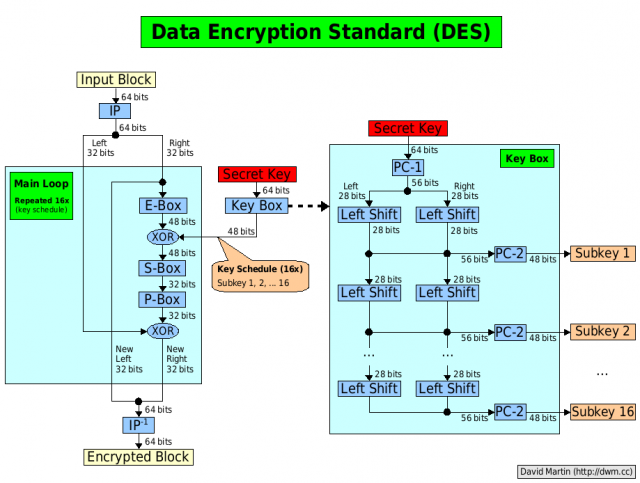 Data Encryption Standard (DES)
Input Block
64 bits
IP
64 bits
Left
32 bits
Right
32 bits
Main Loop
Repeated 16x
(key schedule)
E-Box
48 bits
XOR
48 bits
S-Box
32 bits
P-Box
32 bits
XOR
New
Left
32 bits
New
Right
32 bits
64 bits
IP-1
64 bits
Encrypted Block
Secret Key
64 bits
Key Box
48 bits
Key Schedule (16x)
Subkey 1, 2, ... 16
Secret Key
64 bits
Key Box
PC-1
56 bits
Left
28 bits
Right
28 bits
Left Shift
Left Shift
28 bits
28 bits
56 bits
PC-2
48 bits
Subkey 1
28 bits
28 bits
Left Shift
Left Shift
56 bits
PC-2
48 bits
Subkey 2
...
...
...
28 bits
28 bits
Left Shift
Left Shift
56 bits
PC-2
48 bits
Subkey 16
David Martin (http://dwm.cc)